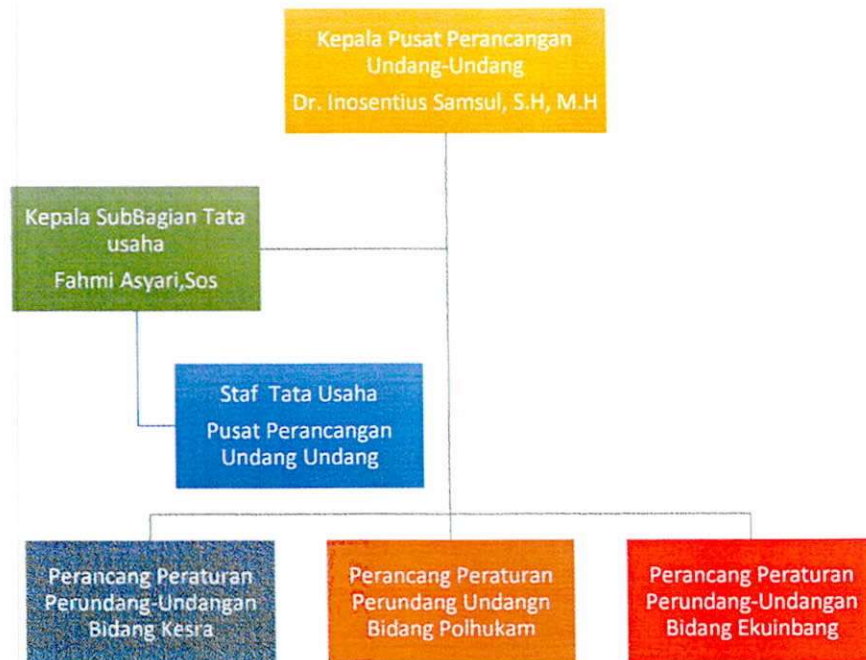 Kepala Pusat Perancangan
Undang-Undang
Dr. Inosentius Samsul, S.H, M.H
Kepala SubBagian Tata
usaha
Fahmi Asyari,Sos
Staf Tata Usaha
Pusat Perancangan
Undang Undang
Perancang Peraturan
Perundang-Undangan
Bidang Kesra
Perancang Peraturan
Perundang Undangn
Bidang Polhukam
Perancang Peraturan
Perundang-Undangan
Bidang Ekuinbang